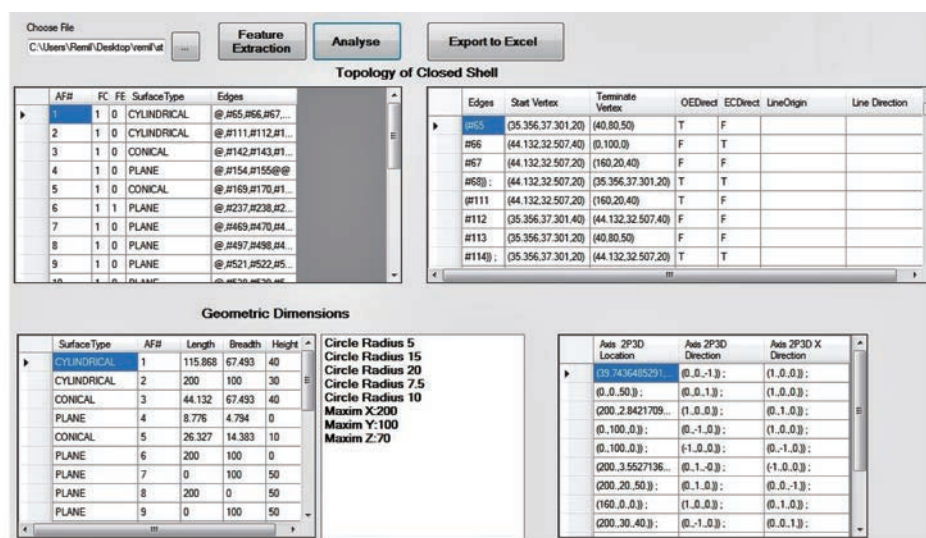 Choose File
C:\Users\Remil\Desktop\remil\st ... Feature Extraction Analyse Export to Excel
Topology of Closed Shell
AF# FC FE SurfaceType Edges
1 1 0 CYLINDRICAL @,#65,#66,#67,...
2 1 0 CYLINDRICAL @,#111,#112,#1...
3 1 0 CONICAL @,#142,#143,#1...
4 1 0 PLANE @,#154,#155@@
5 1 0 CONICAL @,#169,#170,#1...
6 1 1 PLANE @,#237,#238,#2...
7 1 0 PLANE @,#469,#470,#4...
8 1 0 PLANE @,#497,#498,#4...
9 1 0 PLANE @,#521,#522,#5...
Edges Start Vertex Terminate Vertex OEDirect ECDirect LineOrigin Line Direction
(#65 (35.356,37.301,20) (40,80,50) T F
#66 (44.132,32.507,40) (0,100,0) F T
#67 (44.132,32.507,20) (160,20,40) F F
#68)) ; (44.132,32.507,20) (35.356,37.301,20) T T
(#111 (44.132,32.507,20) (160,20,40) T F
#112 (35.356,37.301,40) (44.132,32.507,40) F F
#113 (35.356,37.301,20) (40,80,50) F F
#114)) ; (35.356,37.301,20) (44.132,32.507,20) T T
Geometric Dimensions
SurfaceType AF# Length Breadth Height
CYLINDRICAL 1 115.868 67.493 40
CYLINDRICAL 2 200 100 30
CONICAL 3 44.132 67.493 40
PLANE 4 8.776 4.794 0
CONICAL 5 26.327 14.383 10
PLANE 6 200 100 0
PLANE 7 0 100 50
PLANE 8 200 0 50
PLANE 9 0 100 50
Circle Radius 5
Circle Radius 15
Circle Radius 20
Circle Radius 7.5
Circle Radius 10
Maxim X:200
Maxim Y:100
Maxim Z:70
Axis 2P3D Location Axis 2P3D Direction Axis 2P3D X Direction
(39.7436485291... (0.,0.,-1.)) ; (1.,0.,0.)) ;
(0.,0.,50.)) ; (0.,0.,1.)) ; (1.,0.,0.)) ;
(200.,2.8421709... (1.,0.,0.)) ; (0.,1.,0.)) ;
(0.,100.,0.)) ; (0.,-1.,0.)) ; (1.,0.,0.)) ;
(0.,100.,0.)) ; (-1.,0.,0.)) ; (0.,-1.,0.)) ;
(200.,3.5527136... (0.,1.,-0.)) ; (-1.,0.,0.)) ;
(200.,20.,50.)) ; (0.,1.,0.)) ; (0.,0.,-1.)) ;
(160.,0.,0.)) ; (1.,0.,0.)) ; (0.,1.,0.)) ;
(200.,30.,40.)) ; (0.,-1.,0.)) ; (0.,0.,1.)) ;